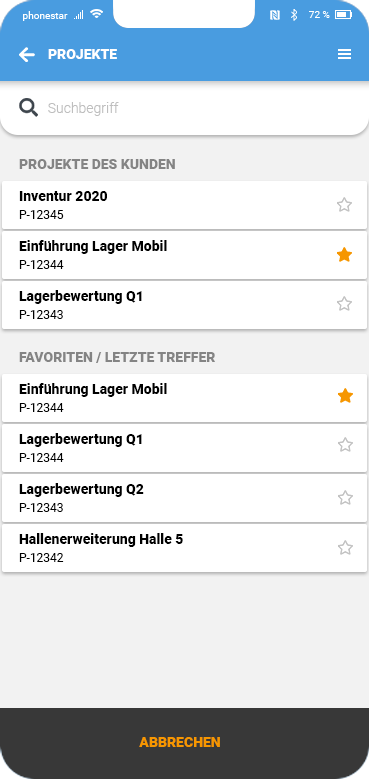 phonestar 72 %
PROJEKTE
Suchbegriff
PROJEKTE DES KUNDEN
Inventur 2020
P-12345
Einführung Lager Mobil
P-12344
Lagerbewertung Q1
P-12343
FAVORITEN / LETZTE TREFFER
Einführung Lager Mobil
P-12344
Lagerbewertung Q1
P-12344
Lagerbewertung Q2
P-12343
Hallenerweiterung Halle 5
P-12342
ABBRECHEN